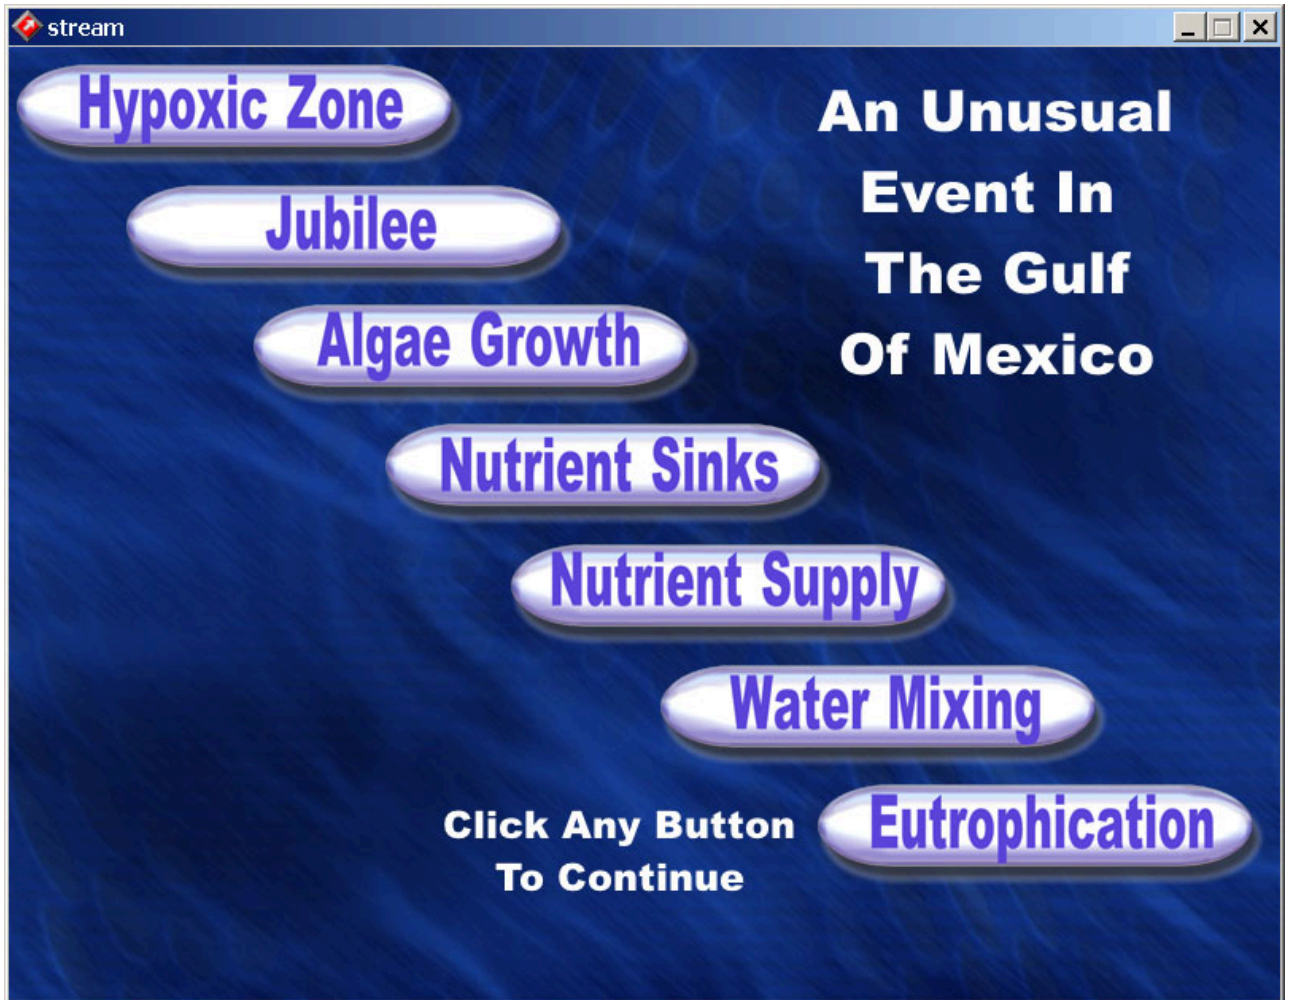 stream
Hypoxic Zone
Jubilee
Algae Growth
Nutrient Sinks
Nutrient Supply
Water Mixing
Eutrophication
An Unusual
Event In
The Gulf
Of Mexico
Click Any Button
To Continue